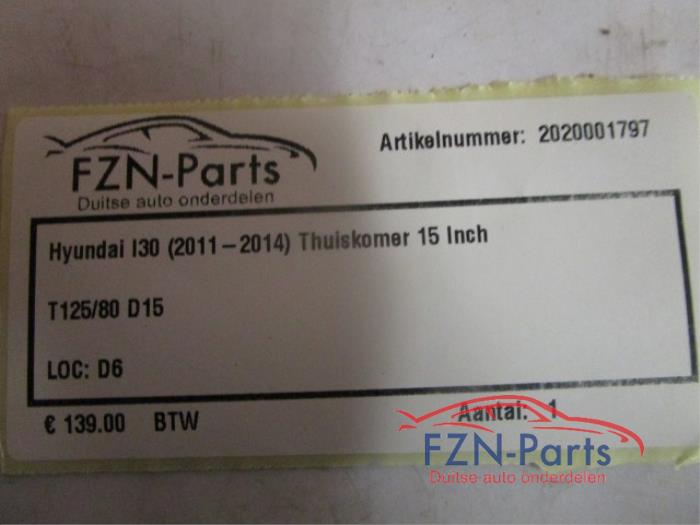 FZN-Parts
Duitse auto onderdelen
Artikelnummer: 2020001797
Hyundai I30 (2011-2014) Thuiskomer 15 Inch
T125/80 D15
LOC: D6
€ 139.00 BTW
Aantal: 1
FZN-Parts
Duitse auto onderdelen